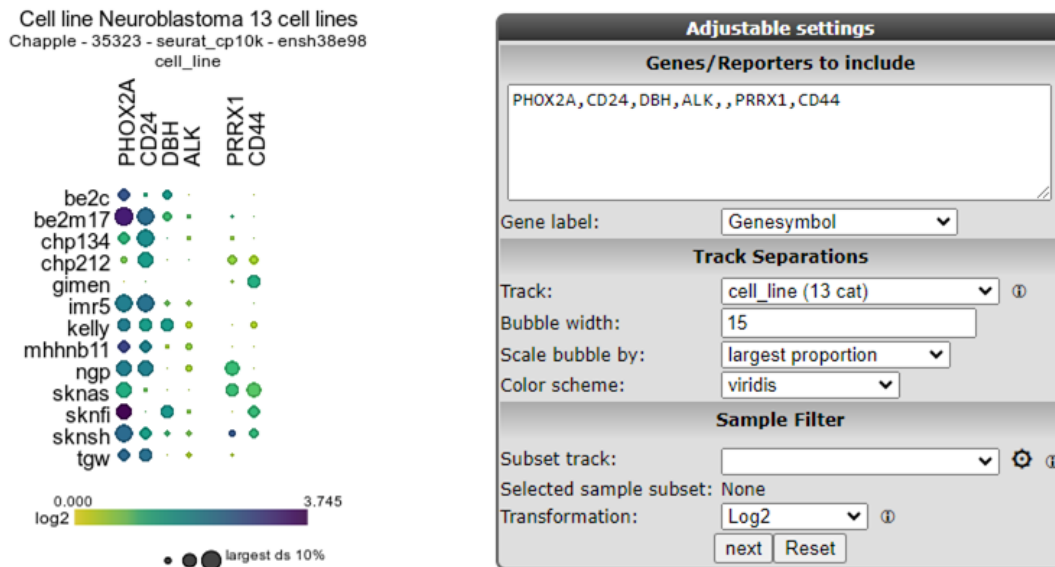 Cell line Neuroblastoma 13 cell lines
Chapple - 35323 - seurat_cp10k - ensh38e98
cell_line
PHOX2A
CD24
DBH
ALK
PRRX1
CD44
be2c
be2m17
chp134
chp212
gimen
imr5
kelly
mhhnb11
ngp
sknas
sknfi
sknsh
tgw
0.000 3.745
log2
largest ds 10%
Adjustable settings
Genes/Reporters to include
PHOX2A,CD24,DBH,ALK,,PRRX1,CD44
Gene label: Genesymbol
Track Separations
Track: cell_line (13 cat)
Bubble width: 15
Scale bubble by: largest proportion
Color scheme: viridis
Sample Filter
Subset track:
Selected sample subset: None
Transformation: Log2
next Reset